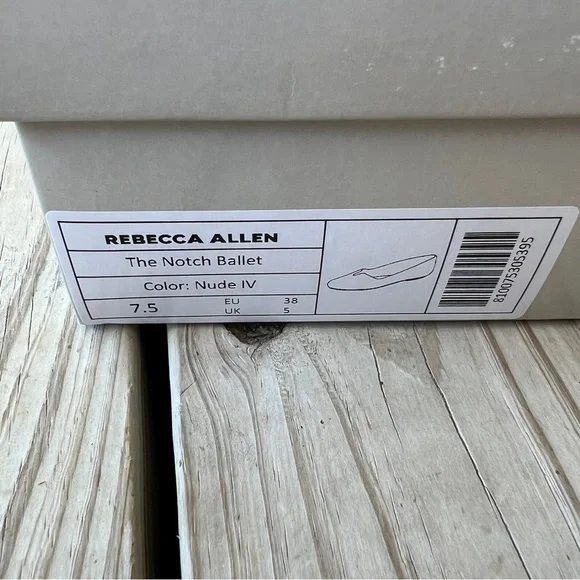 REBECCA ALLEN
The Notch Ballet
Color: Nude IV
7.5 EU 38
UK 5
810075305395